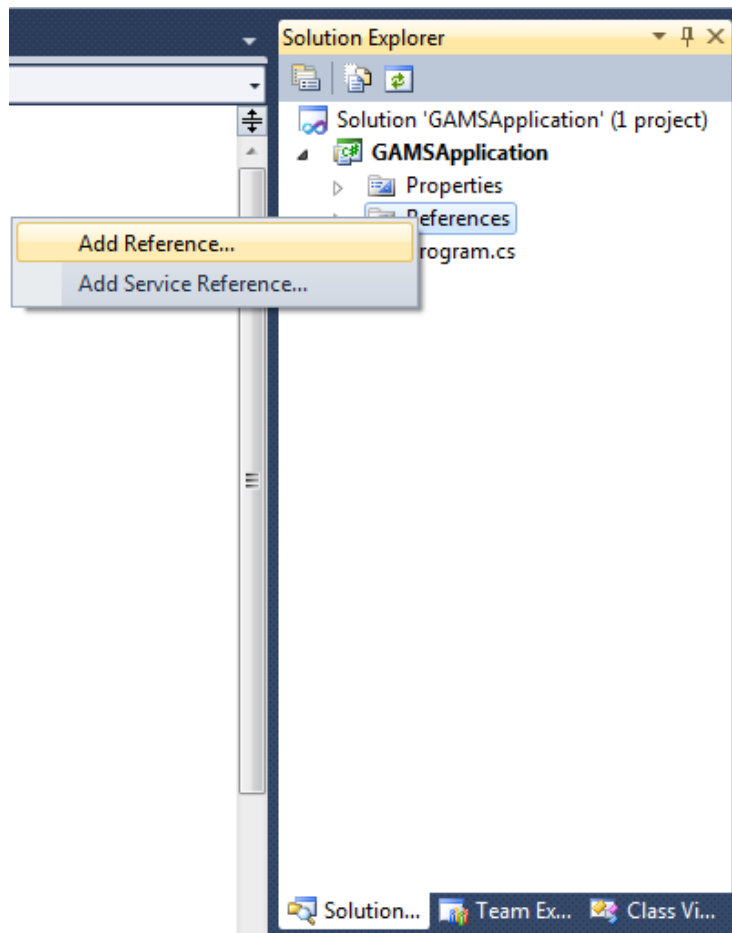 Solution Explorer
Solution 'GAMSApplication' (1 project)
C# GAMSApplication
Properties
References
Add Reference...
rogram.cs
Add Service Reference...
Solution... Team Ex... Class Vi...